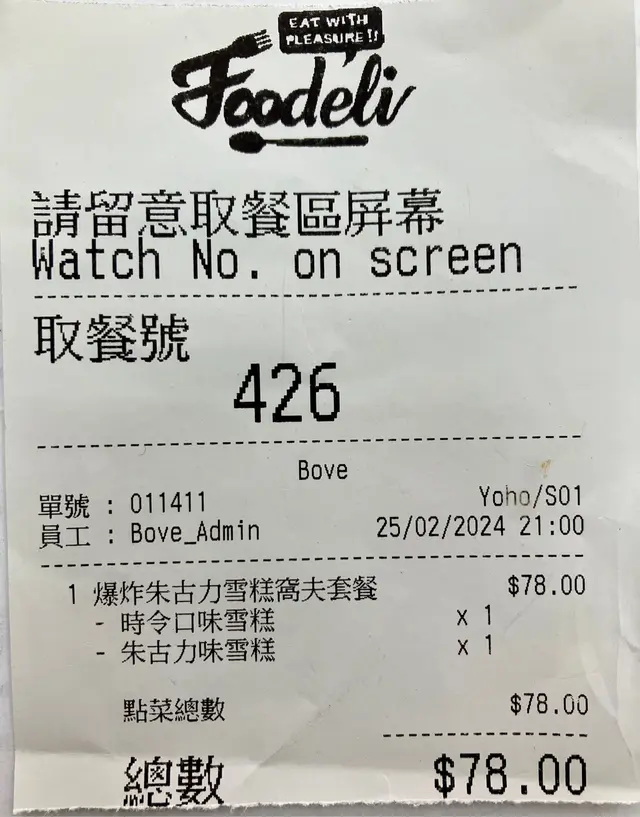 EAT WITH
PLEASURE!!
Foodeli
請留意取餐區屏幕
Watch No. on screen
取餐號
426
Bove
單號 : 011411 Yoho/S01
員工 : Bove_Admin 25/02/2024 21:00
1 爆炸朱古力雪糕窩夫套餐 $78.00
- 時令口味雪糕 x 1
- 朱古力味雪糕 x 1
點菜總數 $78.00
總數 $78.00